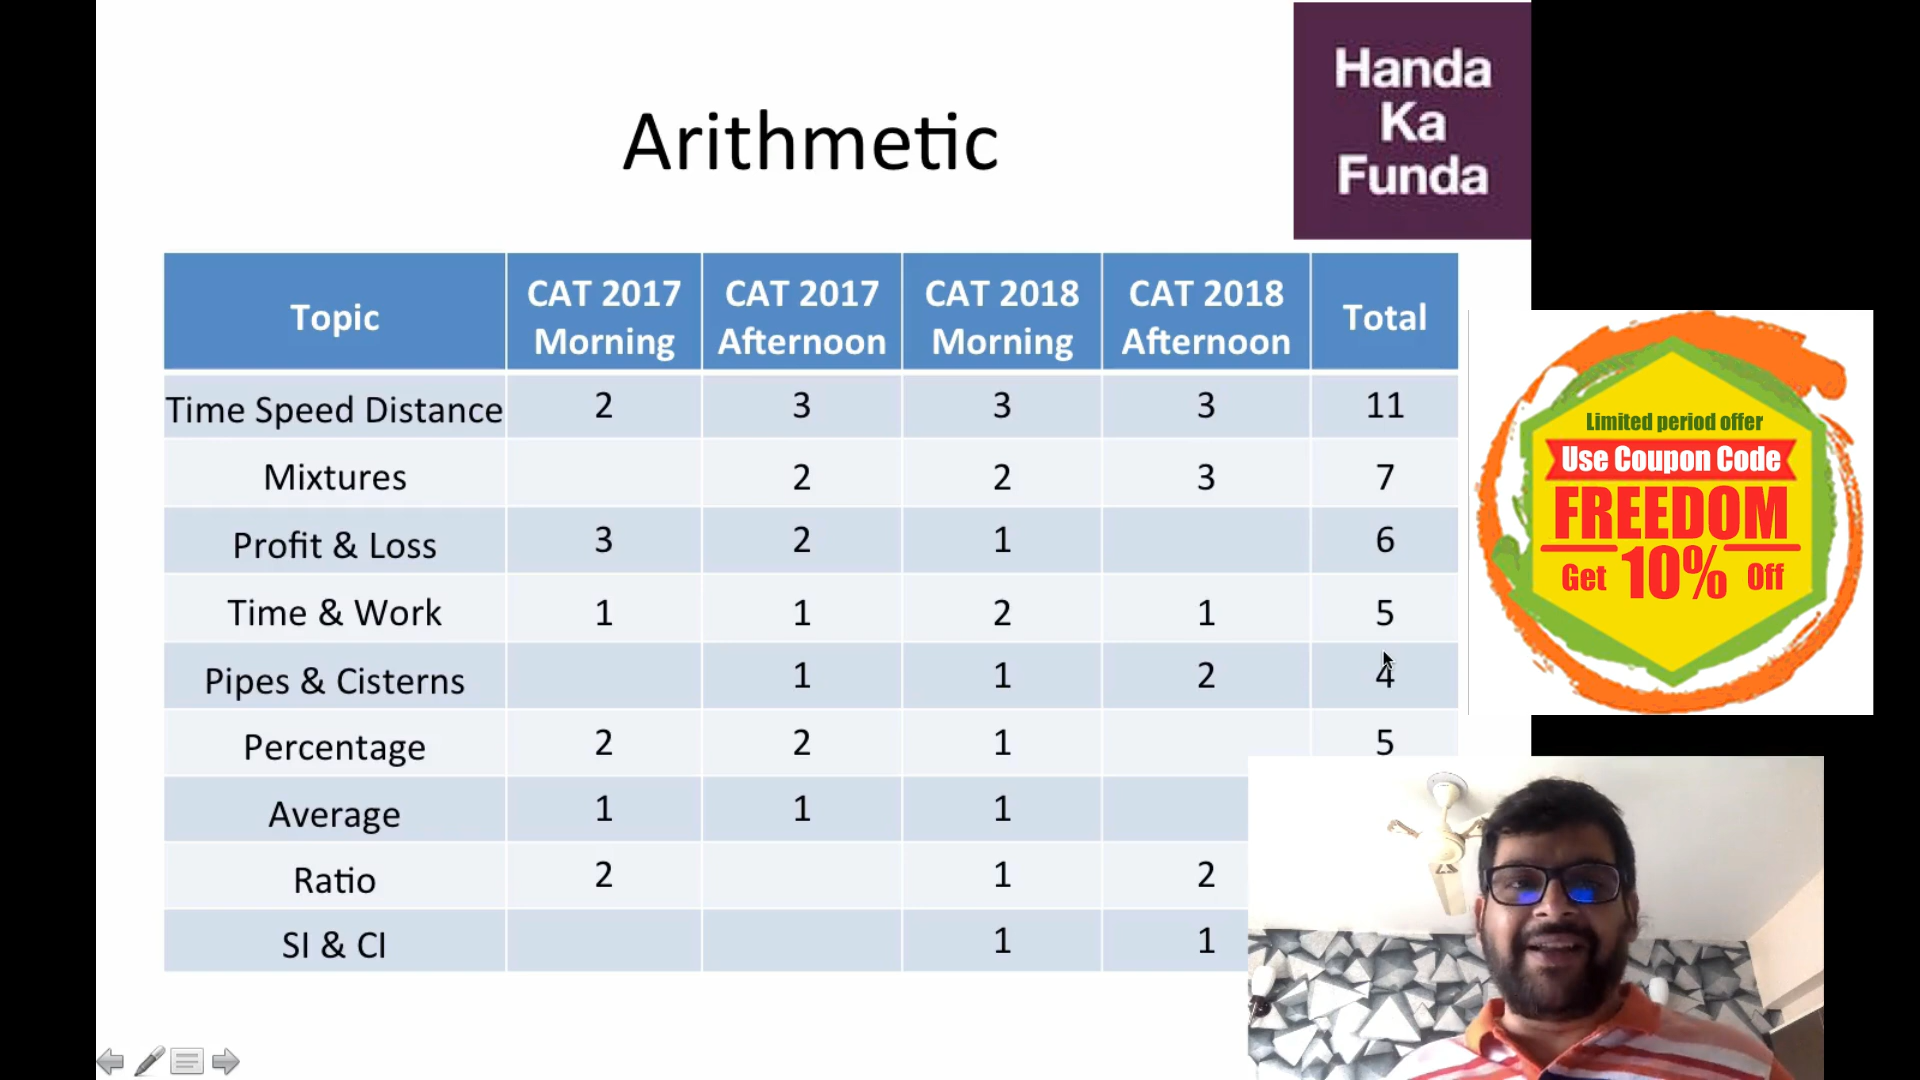 Handa
Ka
Funda
Arithmetic
Topic CAT 2017 Morning CAT 2017 Afternoon CAT 2018 Morning CAT 2018 Afternoon Total
Time Speed Distance 2 3 3 3 11
Mixtures 2 2 3 7
Profit & Loss 3 2 1 6
Time & Work 1 1 2 1 5
Pipes & Cisterns 1 1 2 4
Percentage 2 2 1 5
Average 1 1 1
Ratio 2 1 2
SI & CI 1 1
Limited period offer
Use Coupon Code
FREEDOM
Get 10% Off